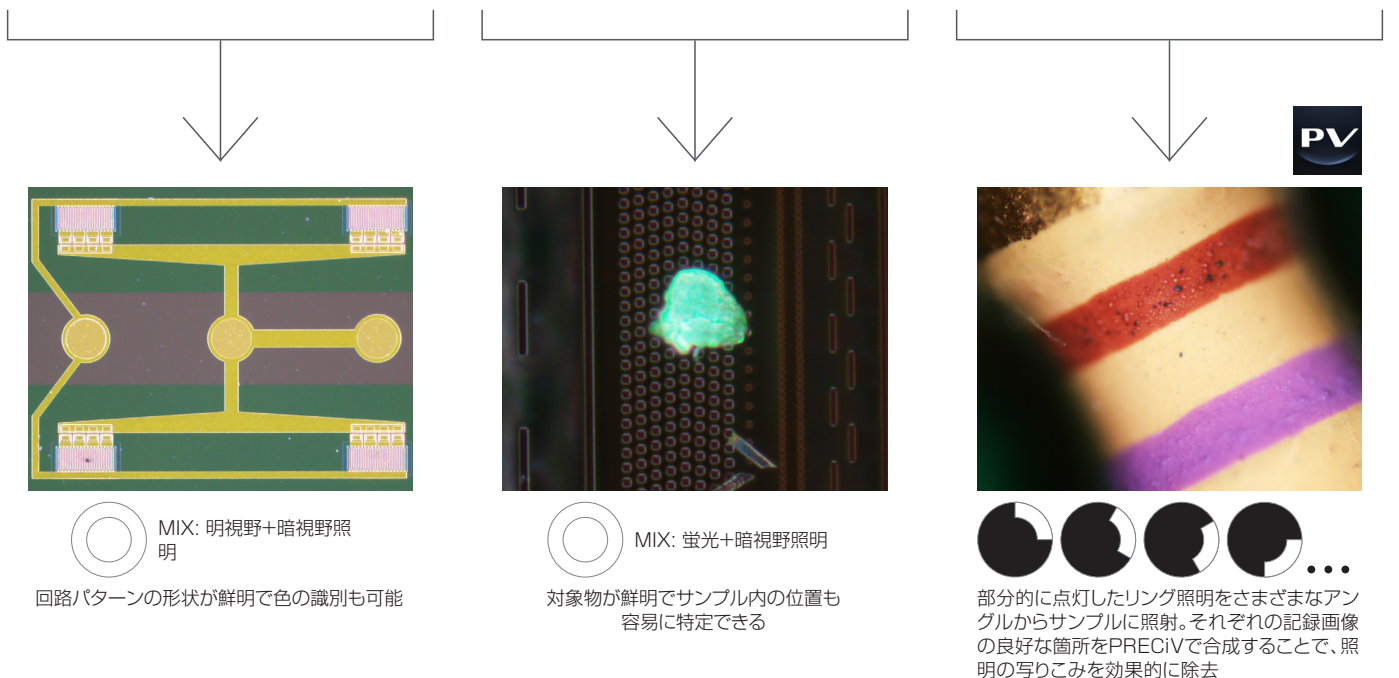 PV
MIX: 明視野+暗視野照
明
回路パターンの形状が鮮明で色の識別も可能
MIX: 蛍光+暗視野照明
対象物が鮮明でサンプル内の位置も
容易に特定できる
部分的に点灯したリング照明をさまざまなアン
グルからサンプルに照射。それぞれの記録画像
の良好な箇所をPRECiVで合成することで、照
明の写りこみを効果的に除去